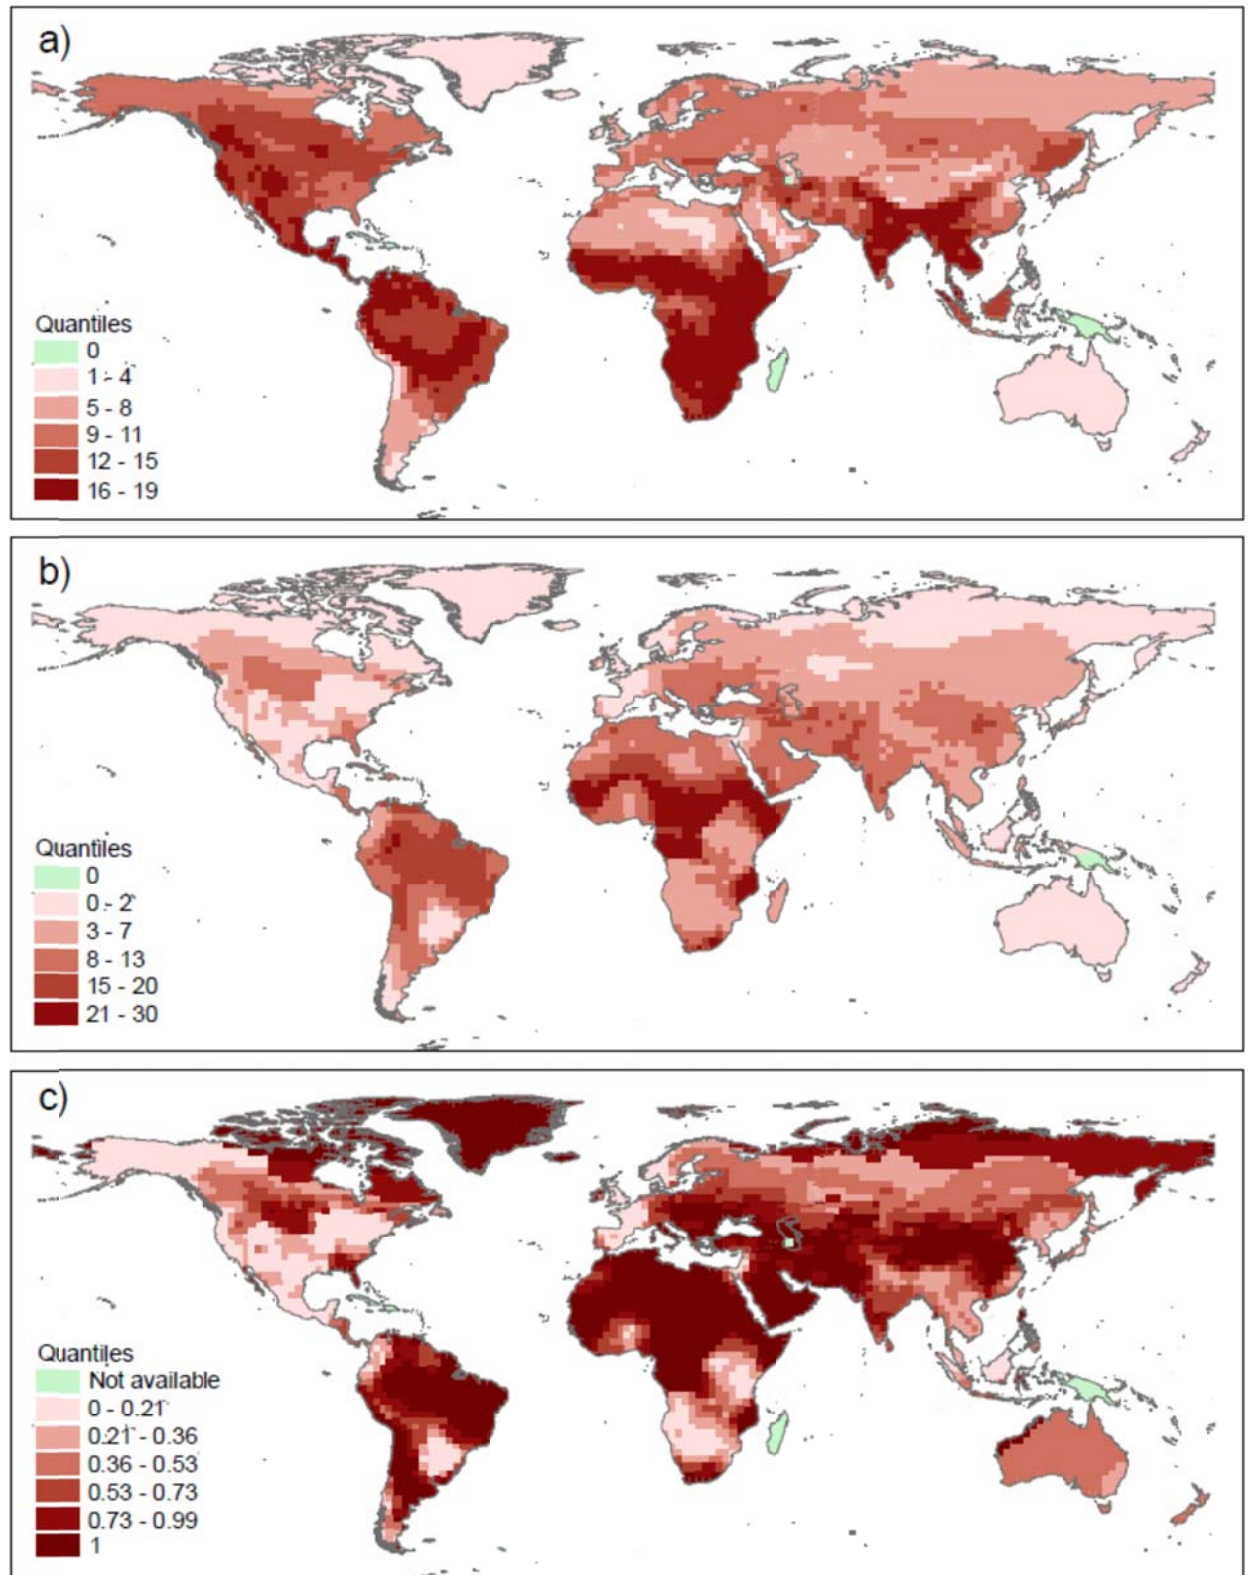 a)
Quantiles
0
1 - 4
5 - 8
9 - 11
12 - 15
16 - 19
b)
Quantiles
0
0 - 2
3 - 7
8 - 13
15 - 20
21 - 30
c)
Quantiles
Not available
0 - 0.21
0.21 - 0.36
0.36 - 0.53
0.53 - 0.73
0.73 - 0.99
1